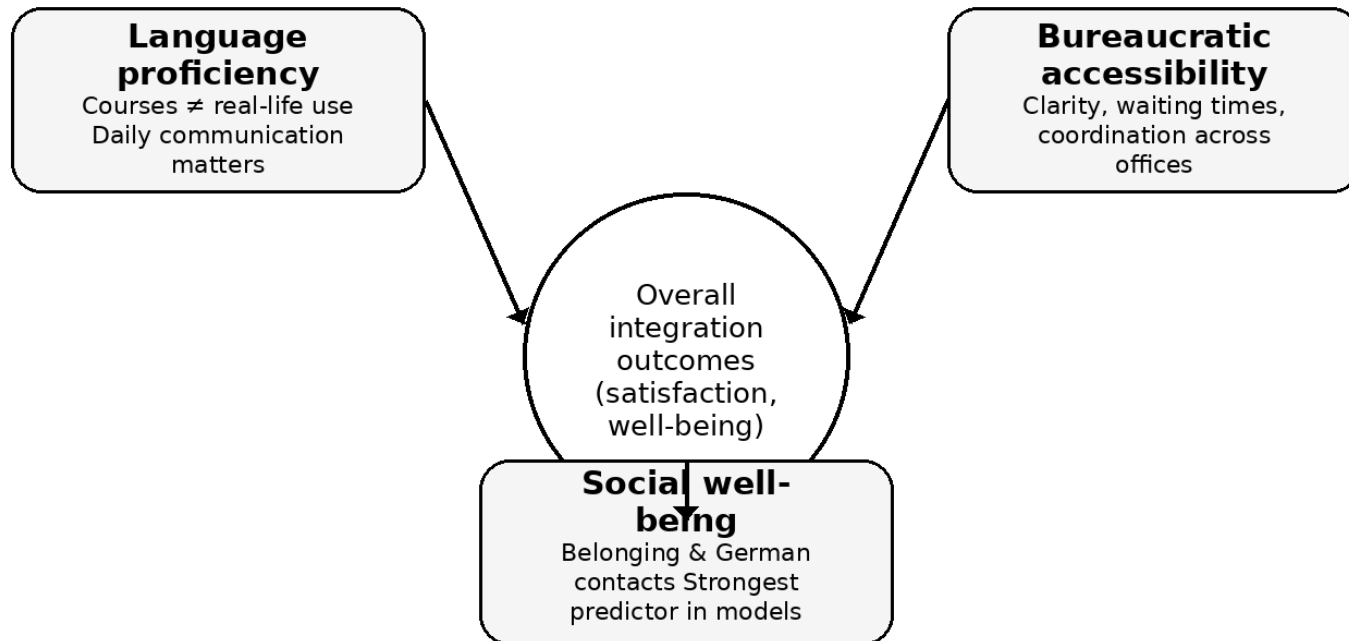 Language
proficiency
Courses ≠ real-life use
Daily communication
matters
Bureaucratic
accessibility
Clarity, waiting times,
coordination across
offices
Overall
integration
outcomes
(satisfaction,
well-being)
Social well-
being
Belonging & German
contacts Strongest
predictor in models